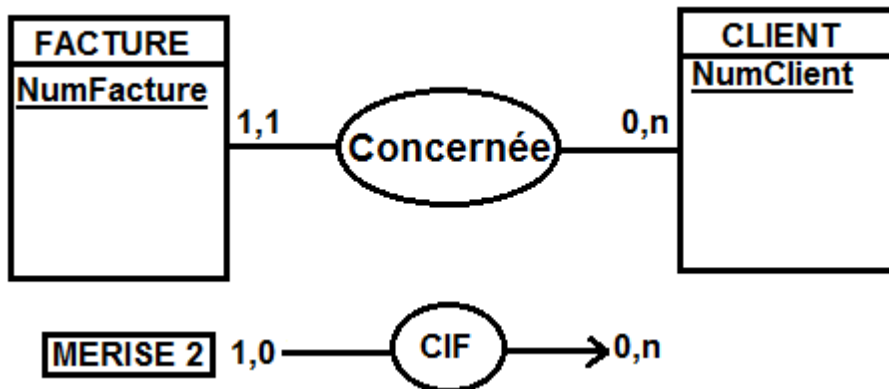 FACTURE
NumFacture
1,1
Concernée
0,n
CLIENT
NumClient
MERISE 2
1,0
CIF
0,n